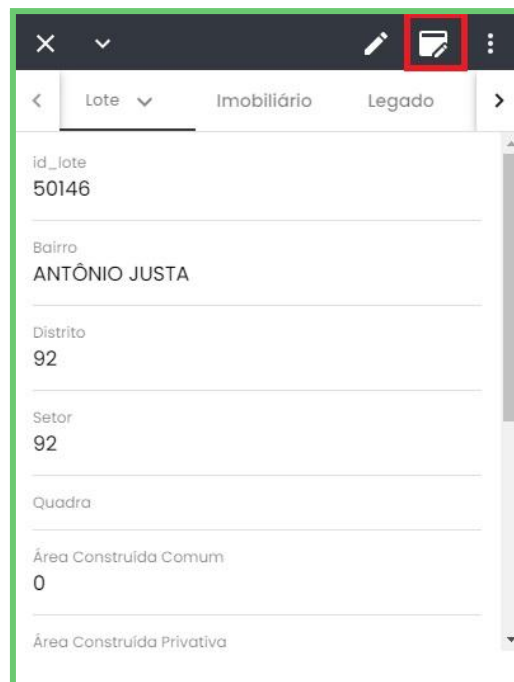 Lote
Imobiliário
Legado
id_lote
50146
Bairro
ANTÔNIO JUSTA
Distrito
92
Setor
92
Quadra
Área Construída Comum
0
Área Construída Privativa